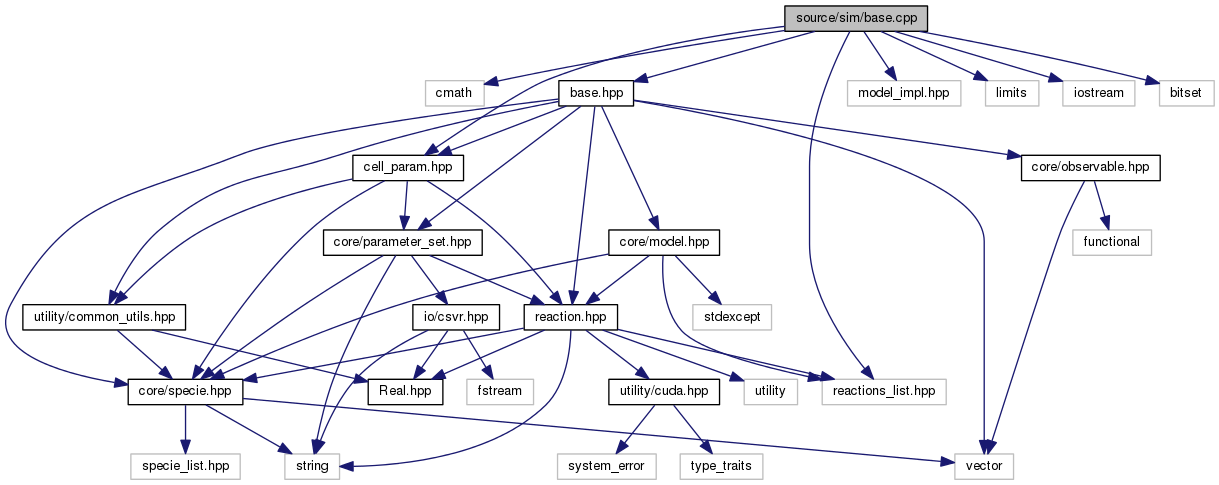 source/sim/base.cpp
cmath
base.hpp
model_impl.hpp
limits
iostream
bitset
cell_param.hpp
core/observable.hpp
core/parameter_set.hpp
core/model.hpp
functional
utility/common_utils.hpp
io/csvr.hpp
reaction.hpp
stdexcept
core/specie.hpp
Real.hpp
fstream
utility/cuda.hpp
utility
reactions_list.hpp
specie_list.hpp
string
system_error
type_traits
vector